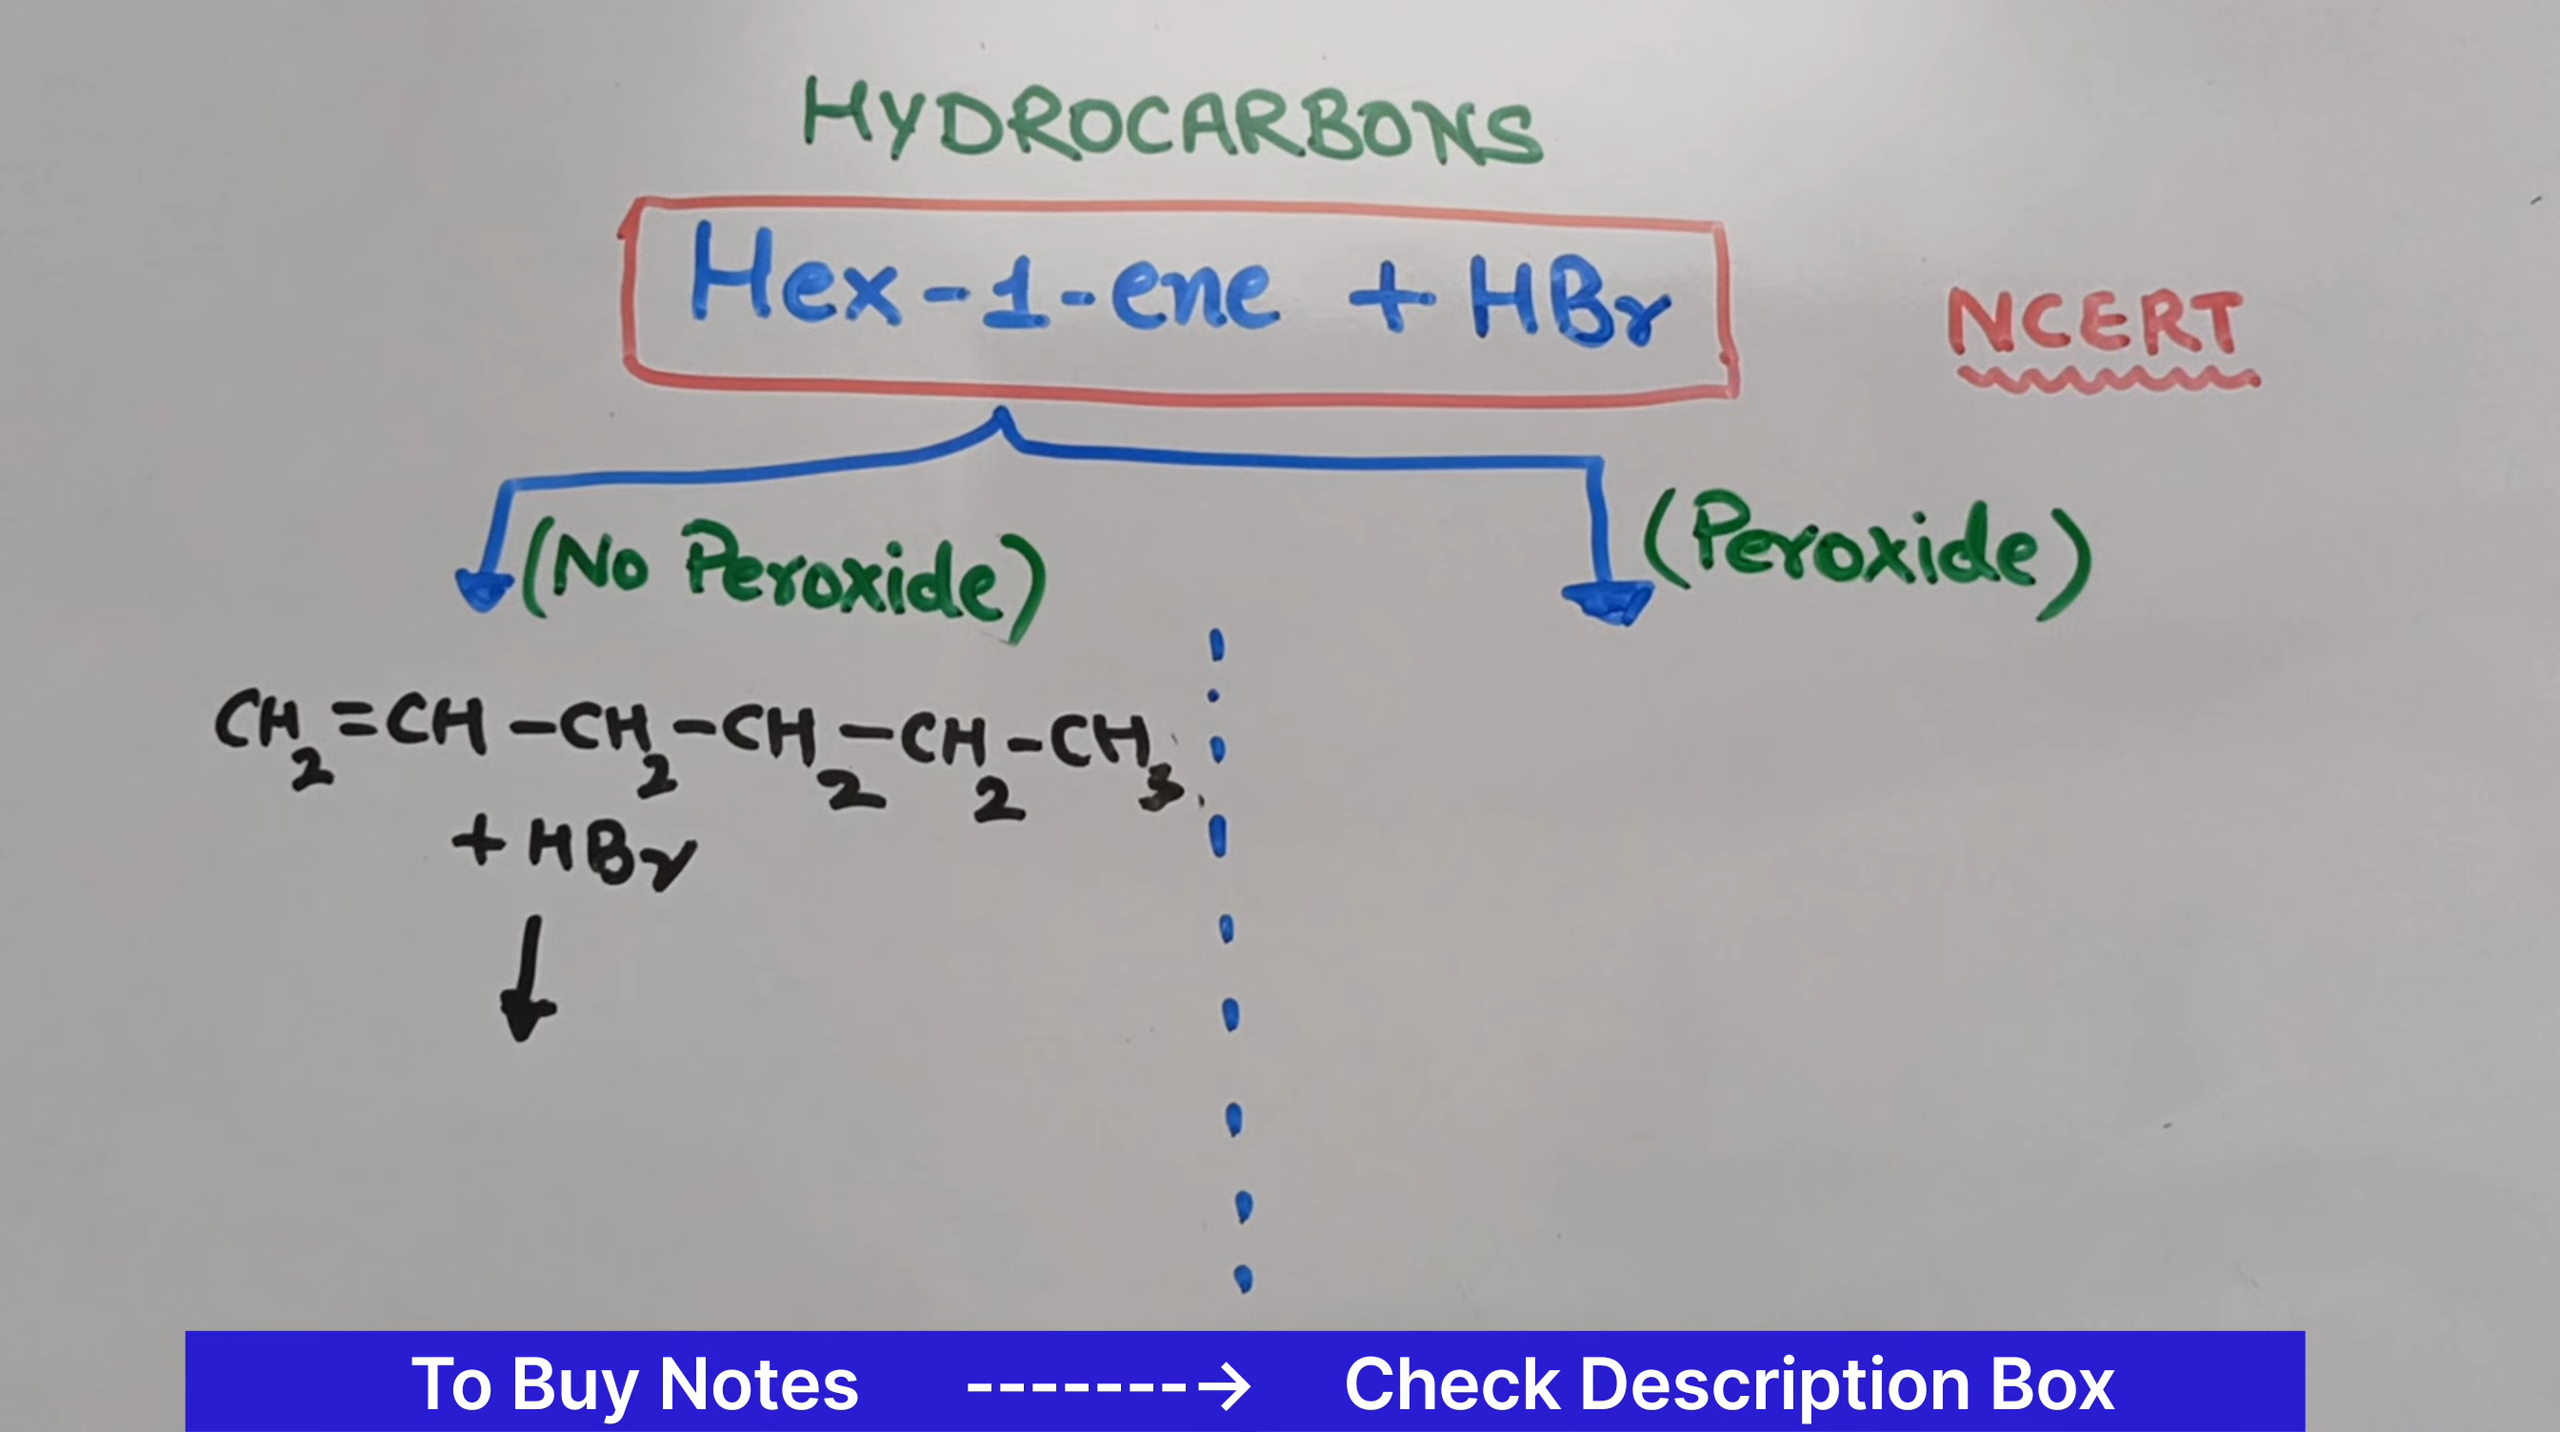 HYDROCARBONS
Hex-1-ene + HBr
NCERT
(No Peroxide)
(Peroxide)
CH2=CH-CH2-CH2-CH2-CH3
+ HBr
To Buy Notes -------→ Check Description Box